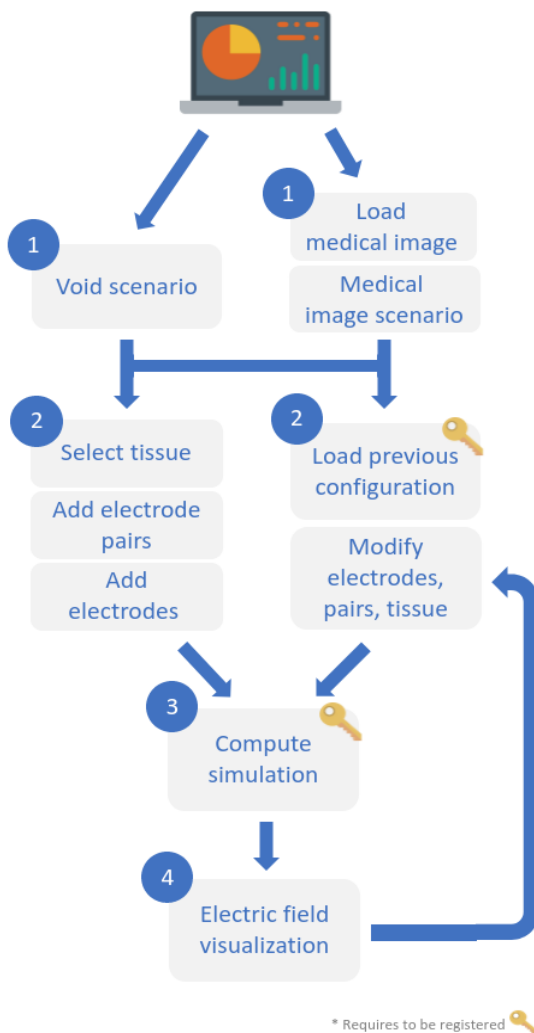 1
Load
medical image
1
Void scenario
Medical
image scenario
2
Select tissue
Add electrode
pairs
Add
electrodes
2
Load previous
configuration
Modify
electrodes,
pairs, tissue
3
Compute
simulation
4
Electric field
visualization
* Requires to be registered